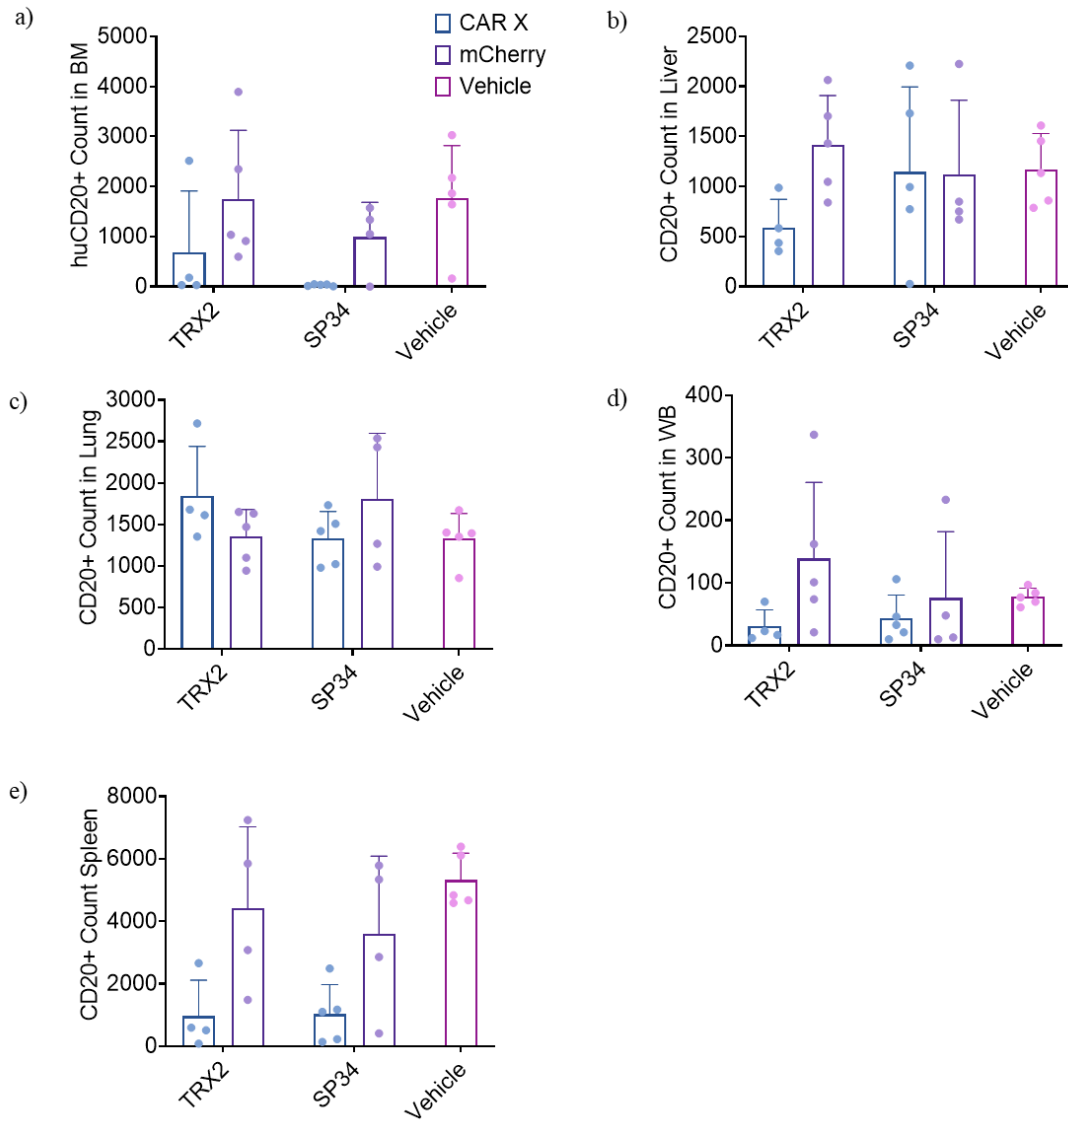 a)
huCD20+ Count in BM
5000
4000
3000
2000
1000
0
TRX2
SP34
Vehicle
CAR X
mCherry
Vehicle
b)
CD20+ Count in Liver
2500
2000
1500
1000
500
0
TRX2
SP34
Vehicle
c)
CD20+ Count in Lung
3000
2500
2000
1500
1000
500
0
TRX2
SP34
Vehicle
d)
CD20+ Count in WB
400
300
200
100
0
TRX2
SP34
Vehicle
e)
CD20+ Count Spleen
8000
6000
4000
2000
0
TRX2
SP34
Vehicle